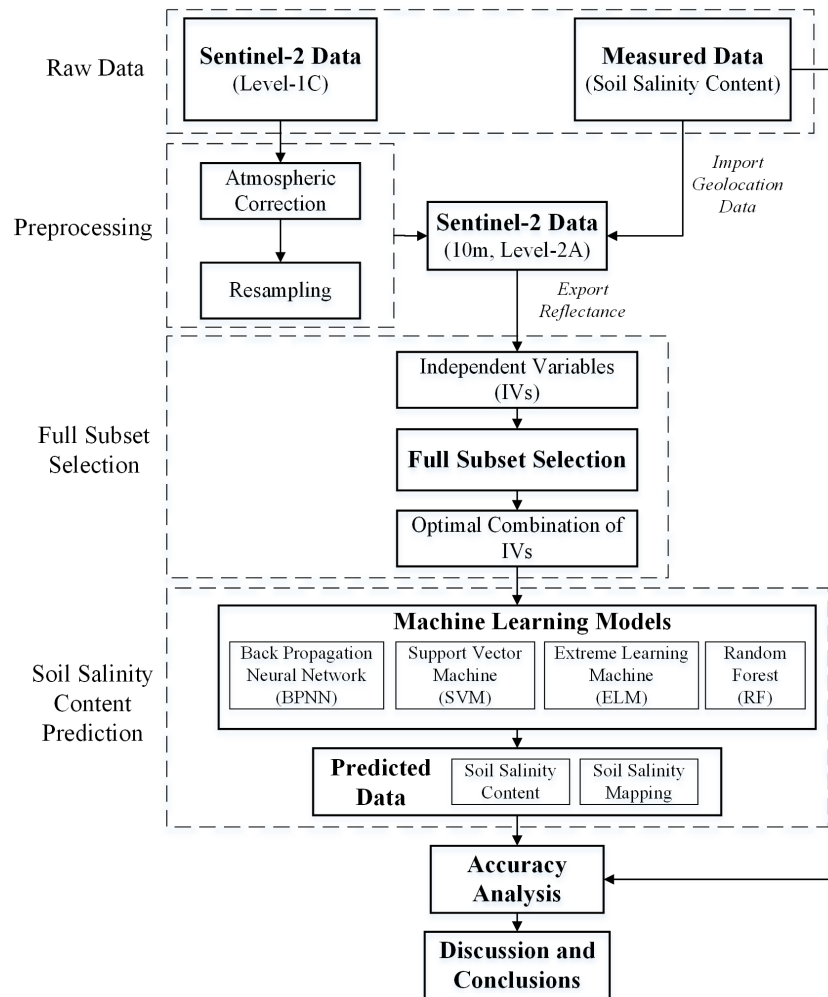 Raw Data
Sentinel-2 Data
(Level-1C)
Measured Data
(Soil Salinity Content)
Import
Geolocation
Data
Preprocessing
Atmospheric
Correction
Resampling
Sentinel-2 Data
(10m, Level-2A)
Export
Reflectance
Full Subset
Selection
Independent Variables
(IVs)
Full Subset Selection
Optimal Combination of
IVs
Soil Salinity
Content
Prediction
Machine Learning Models
Back Propagation
Neural Network
(BPNN)
Support Vector
Machine
(SVM)
Extreme Learning
Machine
(ELM)
Random
Forest
(RF)
Predicted
Data
Soil Salinity
Content
Soil Salinity
Mapping
Accuracy
Analysis
Discussion and
Conclusions